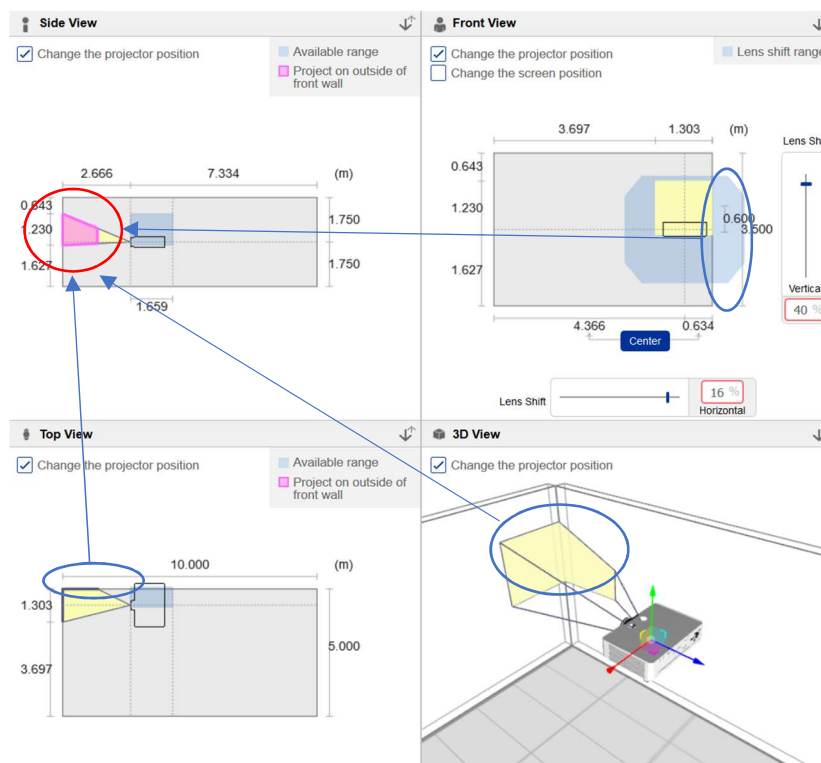 Side View
Change the projector position
Available range
Project on outside of
front wall
2.666
7.334
(m)
0.643
1.230
1.627
1.750
1.750
1.659
Front View
Change the projector position
Change the screen position
Lens shift range
3.697
1.303
(m)
Lens Sh
0.643
1.230
0.600
3.500
1.627
Vertica
40 %
4.366
0.634
Center
Lens Shift
16 %
Horizontal
Top View
Change the projector position
Available range
Project on outside of
front wall
10.000
(m)
1.303
3.697
5.000
3D View
Change the projector position